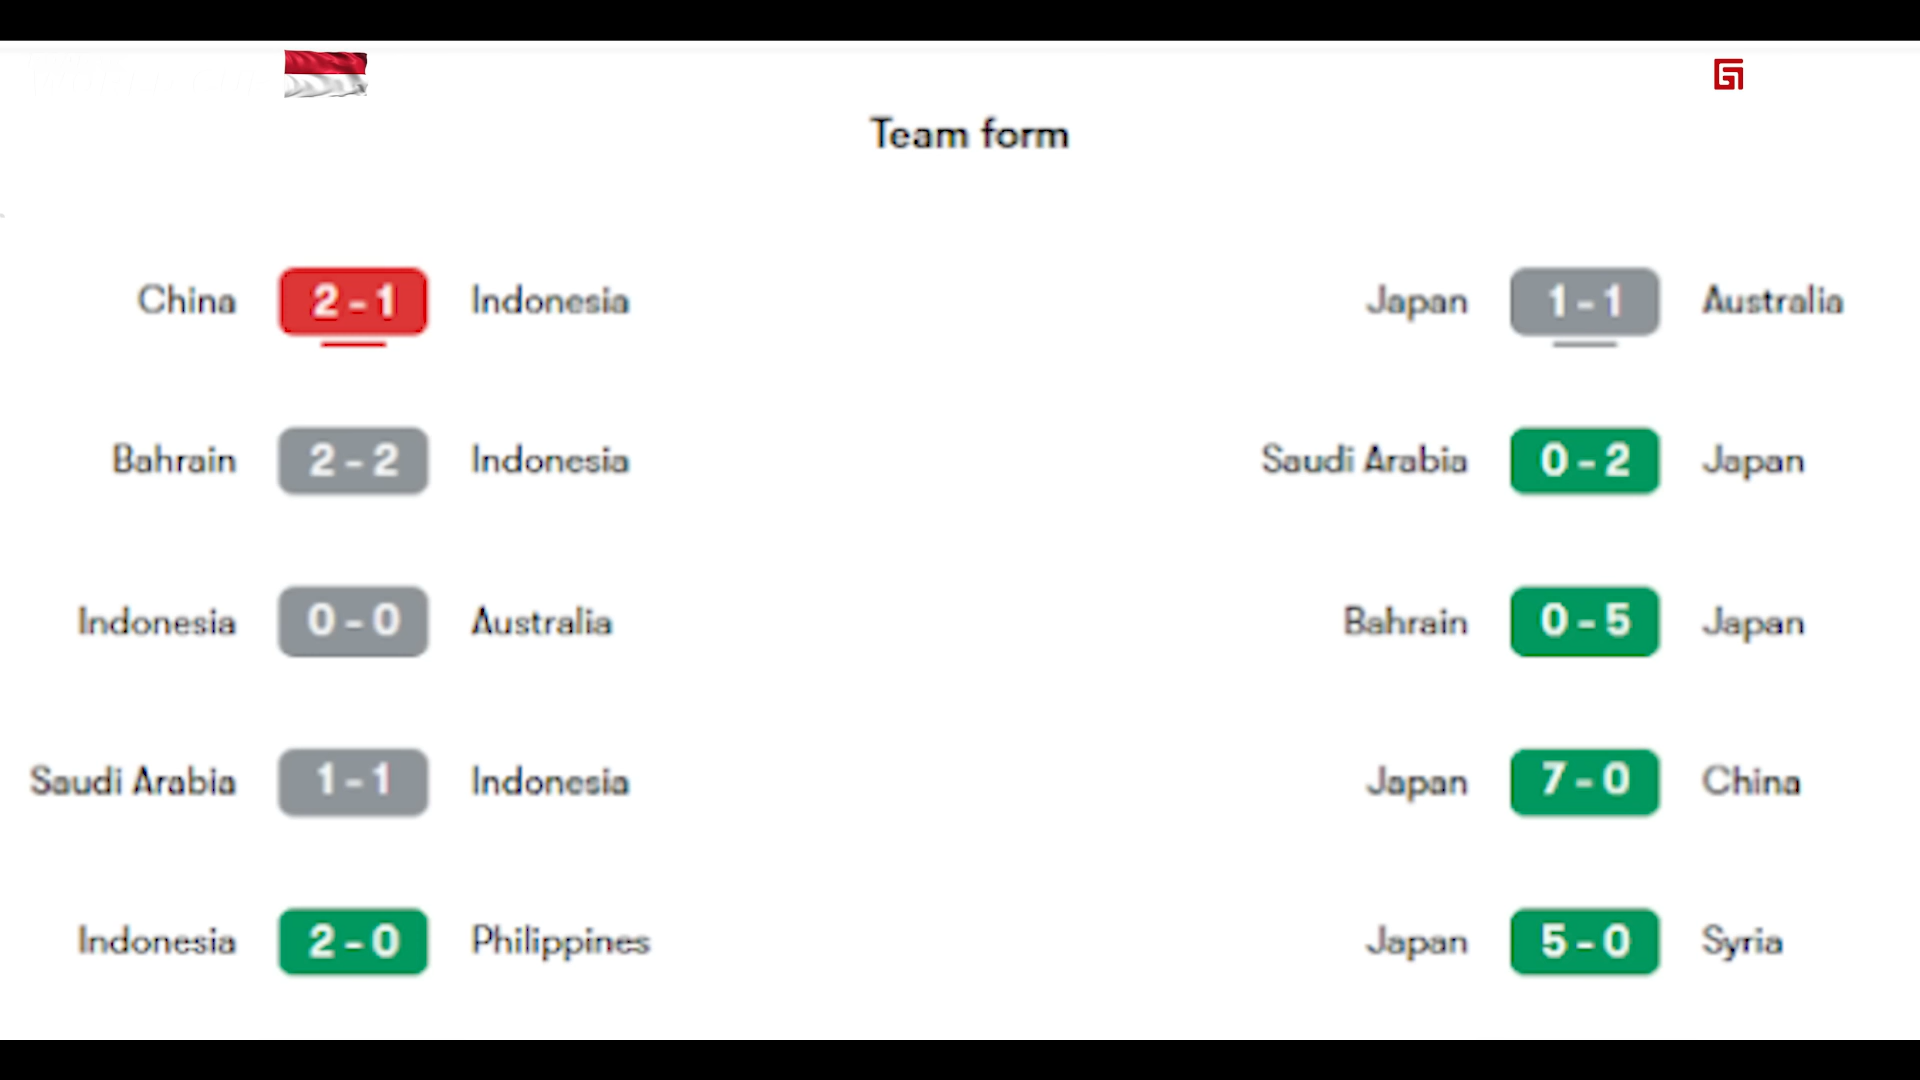 Team form
China 2 - 1 Indonesia
Bahrain 2 - 2 Indonesia
Indonesia 0 - 0 Australia
Saudi Arabia 1 - 1 Indonesia
Indonesia 2 - 0 Philippines
Japan 1 - 1 Australia
Saudi Arabia 0 - 2 Japan
Bahrain 0 - 5 Japan
Japan 7 - 0 China
Japan 5 - 0 Syria